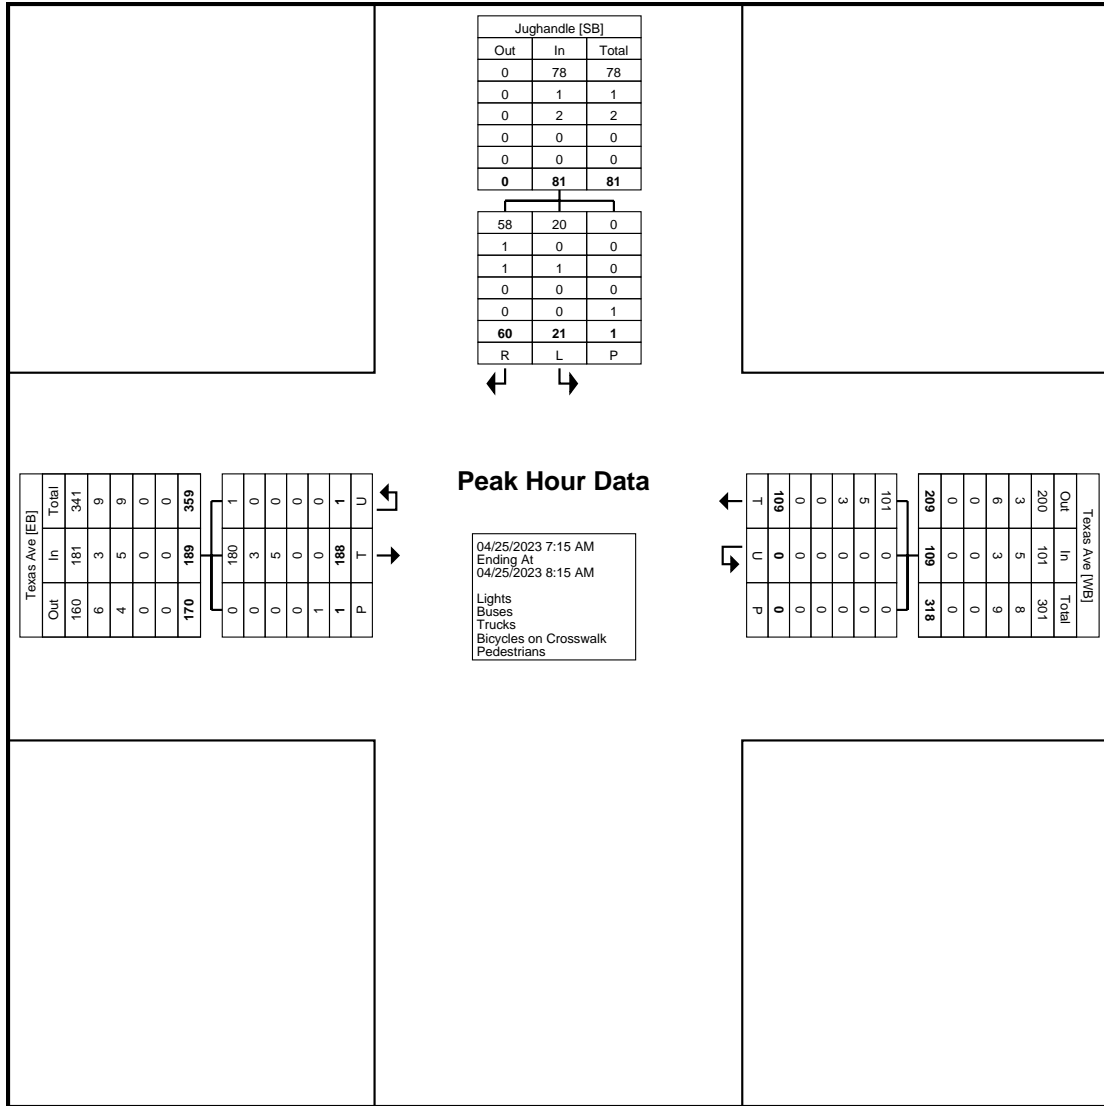 Jughandle [SB]
Out In Total
0 78 78
0 1 1
0 2 2
0 0 0
0 0 0
0 81 81
58 20 0
1 0 0
1 1 0
0 0 0
0 0 1
60 21 1
R L P
Texas Ave [EB]
Total 341 9 9 0 0 359
In 181 3 5 0 0 189
Out 160 6 4 0 0 170
1 0 0 0 0 1 U
180 3 5 0 0 188 T
0 0 0 0 1 1 P
Peak Hour Data
04/25/2023 7:15 AM
Ending At
04/25/2023 8:15 AM
Lights
Buses
Trucks
Bicycles on Crosswalk
Pedestrians
Texas Ave [WB]
Out In Total
200 101 301
3 5 8
6 3 9
0 0 0
0 0 0
209 109 318
101 0 0
5 0 0
3 0 0
0 0 0
0 0 0
109 0 0
T U P